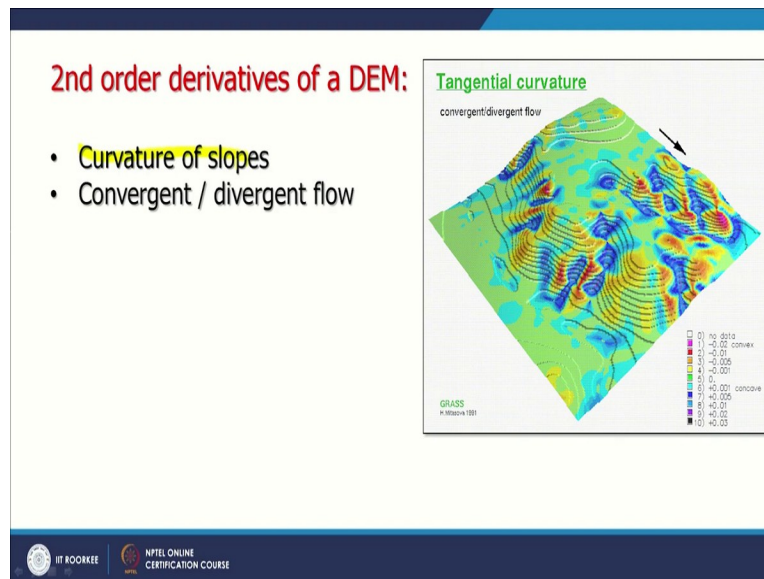 2nd order derivatives of a DEM:
• Curvature of slopes
• Convergent / divergent flow
Tangential curvature
convergent/divergent flow
0) no data
1) -0.02 convex
2) -0.01
3) -0.005
4) -0.001
5) 0.
6) +0.001 concave
7) +0.005
8) +0.01
9) +0.02
10) +0.03
GRASS
H.Mitasova 1991
IIT ROORKEE
NPTEL ONLINE
CERTIFICATION COURSE